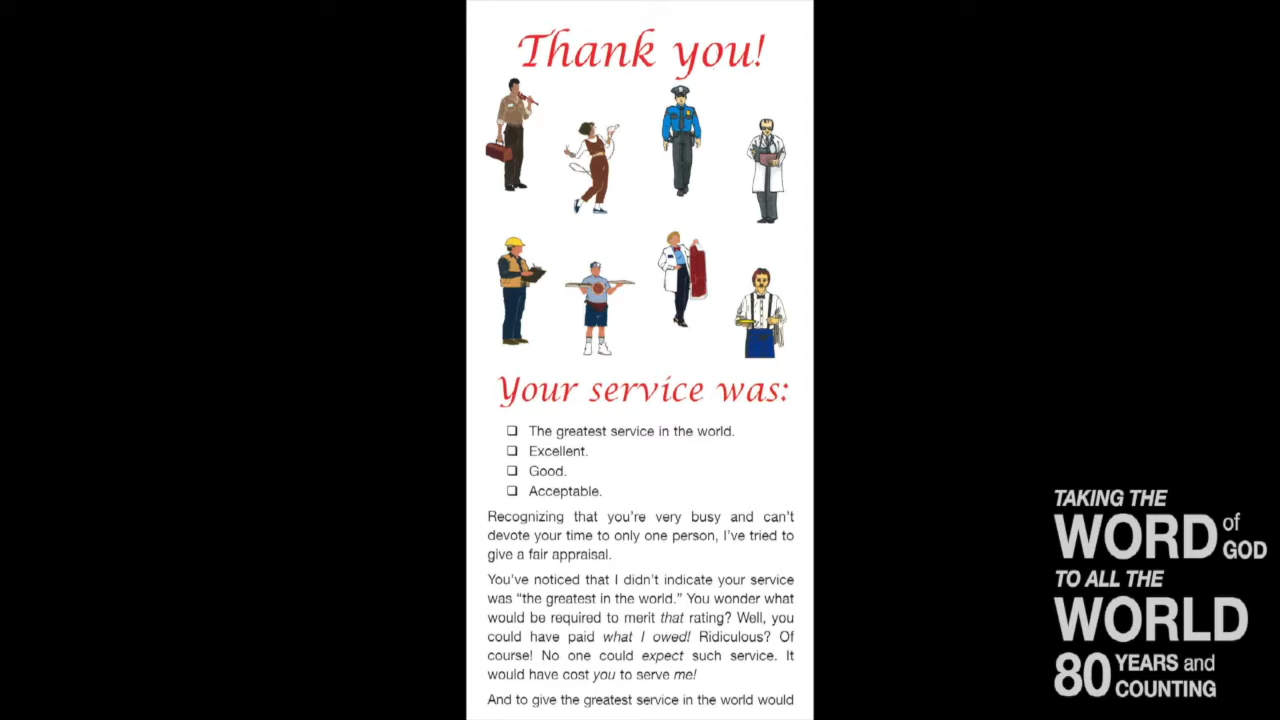 Thank you!
Your service was:
❑ The greatest service in the world.
❑ Excellent.
❑ Good.
❑ Acceptable.
Recognizing that you're very busy and can't
devote your time to only one person, I've tried to
give a fair appraisal.
You've noticed that I didn't indicate your service
was “the greatest in the world.” You wonder what
would be required to merit that rating? Well, you
could have paid what I owed! Ridiculous? Of
course! No one could expect such service. It
would have cost you to serve me!
And to give the greatest service in the world would
TAKING THE
WORD of
GOD
TO ALL THE
WORLD
80 YEARS and
COUNTING